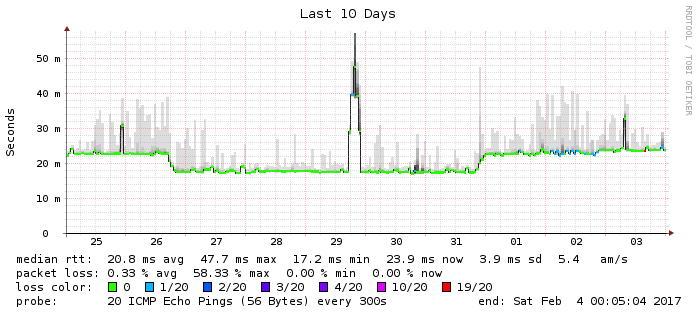 Last 10 Days
RRDTOOL / TOBI OETIKER
Seconds
50 m
40 m
30 m
20 m
10 m
0
25 26 27 28 29 30 31 01 02 03
median rtt: 20.8 ms avg 47.7 ms max 17.2 ms min 23.9 ms now 3.9 ms sd 5.4 am/s
packet loss: 0.33 % avg 58.33 % max 0.00 % min 0.00 % now
loss color: 0 1/20 2/20 3/20 4/20 10/20 19/20
probe: 20 ICMP Echo Pings (56 Bytes) every 300s end: Sat Feb 4 00:05:04 2017